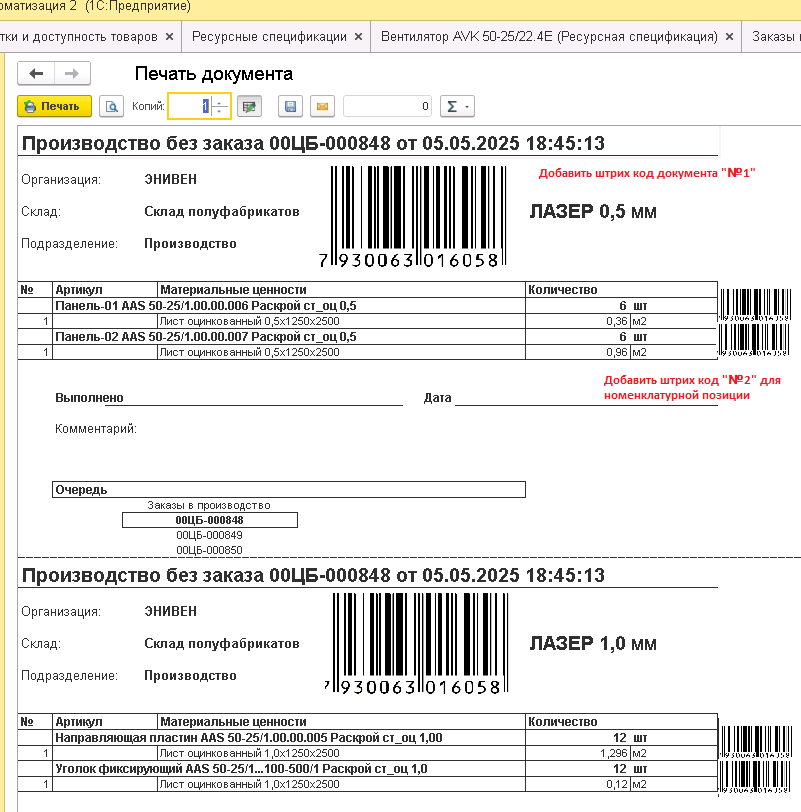 оматизация 2 (1С:Предприятие)
тки и доступность товаров × Ресурсные спецификации × Вентилятор AVK 50-25/22.4E (Ресурсная спецификация) × Заказы
Печать документа
Печать Копий: 1 0 Σ
Производство без заказа 00ЦБ-000848 от 05.05.2025 18:45:13
Организация: ЭНИВЕН
Добавить штрих код документа "№1"
Склад: Склад полуфабрикатов
ЛАЗЕР 0,5 мм
Подразделение: Производство
7 930063 016058
№ Артикул Материальные ценности Количество
Панель-01 AAS 50-25/1.00.00.006 Раскрой ст_оц 0,5 6 шт
1 Лист оцинкованный 0,5х1250х2500 0,36 м2
Панель-02 AAS 50-25/1.00.00.007 Раскрой ст_оц 0,5 6 шт
1 Лист оцинкованный 0,5х1250х2500 0,96 м2
Добавить штрих код "№2" для
номенклатурной позиции
Выполнено Дата
Комментарий:
Очередь
Заказы в производство
00ЦБ-000848
00ЦБ-000849
00ЦБ-000850
Производство без заказа 00ЦБ-000848 от 05.05.2025 18:45:13
Организация: ЭНИВЕН
Склад: Склад полуфабрикатов
ЛАЗЕР 1,0 мм
Подразделение: Производство
7 930063 016058
№ Артикул Материальные ценности Количество
Направляющая пластин AAS 50-25/1.00.00.005 Раскрой ст_оц 1,00 12 шт
1 Лист оцинкованный 1,0х1250х2500 1,296 м2
Уголок фиксирующий AAS 50-25/1...100-500/1 Раскрой ст_оц 1,0 12 шт
1 Лист оцинкованный 1,0х1250х2500 0,12 м2